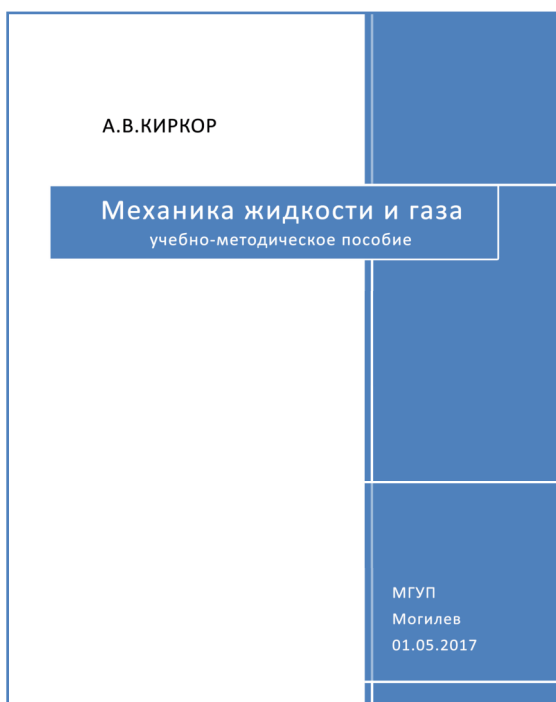 А.В.КИРКОР
Механика жидкости и газа
учебно-методическое пособие
МГУП
Могилев
01.05.2017